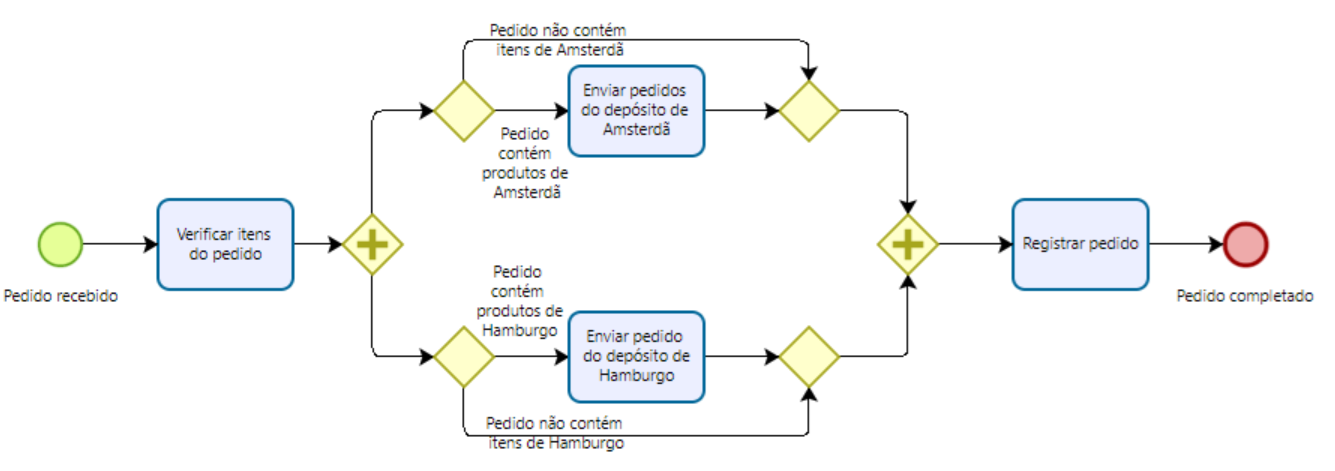 Pedido não contém
itens de Amsterdã
Enviar pedidos
do depósito de
Amsterdã
Pedido
contém
produtos de
Amsterdã
Verificar itens
do pedido
Pedido recebido
Pedido
contém
produtos de
Hamburgo
Enviar pedido
do depósito de
Hamburgo
Pedido não contém
itens de Hamburgo
Registrar pedido
Pedido completado